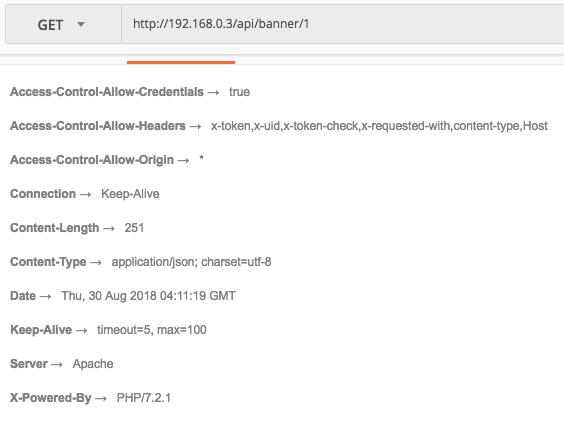 GET http://192.168.0.3/api/banner/1
Access-Control-Allow-Credentials → true
Access-Control-Allow-Headers → x-token,x-uid,x-token-check,x-requested-with,content-type,Host
Access-Control-Allow-Origin → *
Connection → Keep-Alive
Content-Length → 251
Content-Type → application/json; charset=utf-8
Date → Thu, 30 Aug 2018 04:11:19 GMT
Keep-Alive → timeout=5, max=100
Server → Apache
X-Powered-By → PHP/7.2.1